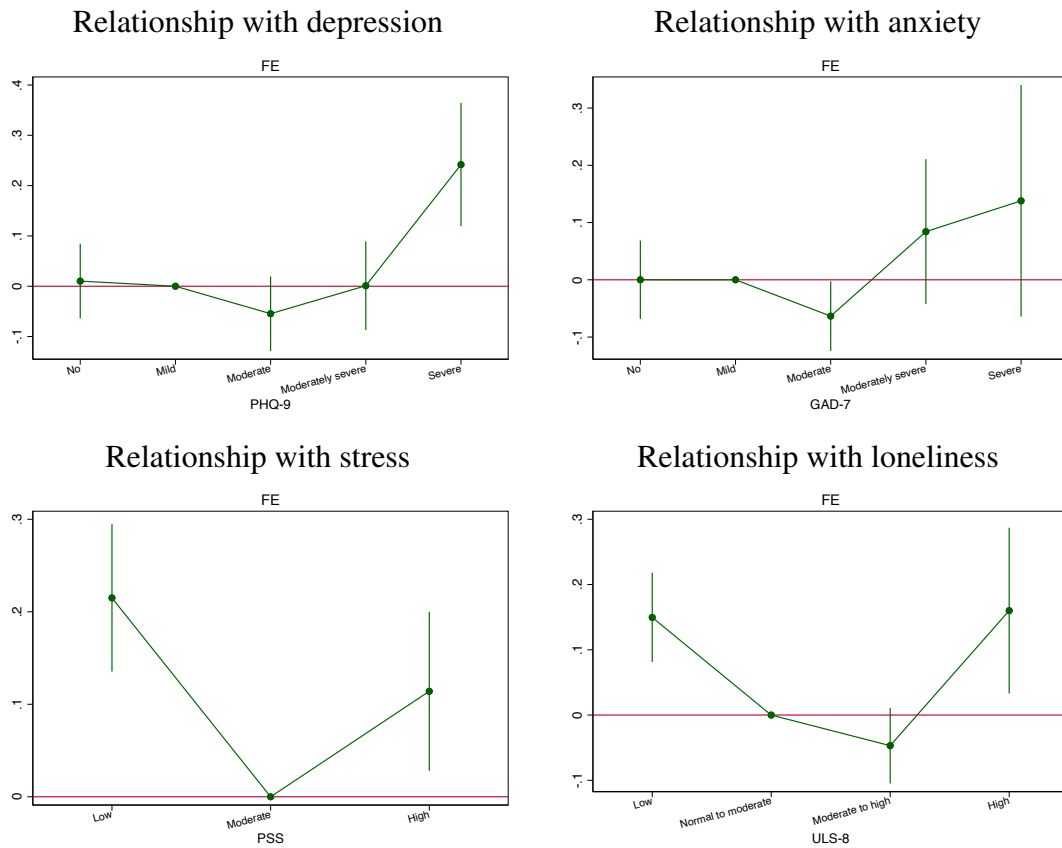 Relationship with depression
FE
.4
.3
.2
.1
0
-.1
No
Mild
Moderate
Moderately severe
Severe
PHQ-9
Relationship with anxiety
FE
.3
.2
.1
0
-.1
No
Mild
Moderate
Moderately severe
Severe
GAD-7
Relationship with stress
FE
.3
.2
.1
0
Low
Moderate
High
PSS
Relationship with loneliness
FE
.3
.2
.1
0
-.1
Low
Normal to moderate
Moderate to high
High
ULS-8